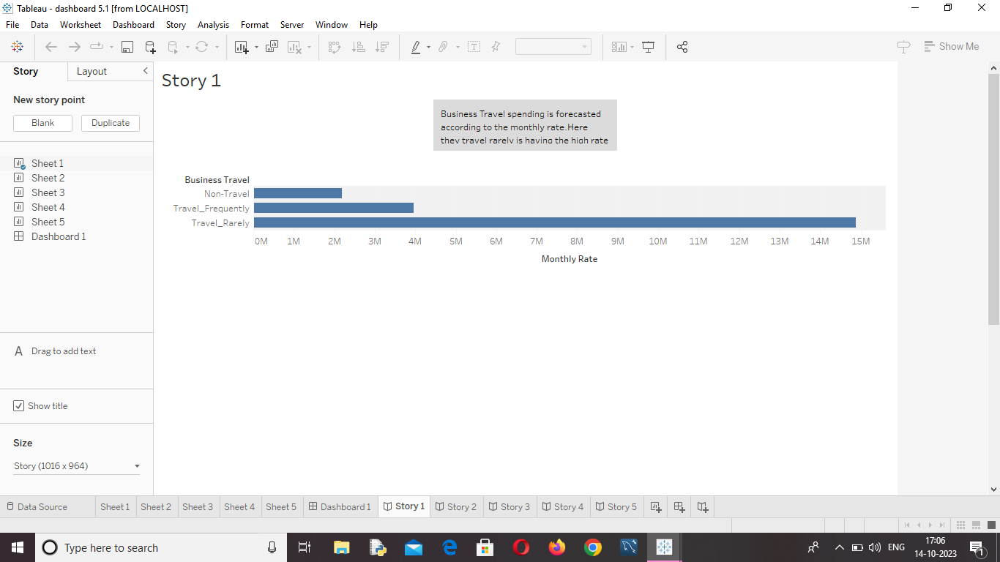 Tableau - dashboard 5.1 [from LOCALHOST]
File Data Worksheet Dashboard Story Analysis Format Server Window Help
Show Me
Story Layout
New story point
Blank Duplicate
Sheet 1
Sheet 2
Sheet 3
Sheet 4
Sheet 5
Dashboard 1
A Drag to add text
Show title
Size
Story (1016 x 964)
Story 1
Business Travel spending is forecasted
according to the monthly rate.Here
they travel rarely is having the high rate
Business Travel
Non-Travel
Travel_Frequently
Travel_Rarely
0M 1M 2M 3M 4M 5M 6M 7M 8M 9M 10M 11M 12M 13M 14M 15M
Monthly Rate
Data Source Sheet 1 Sheet 2 Sheet 3 Sheet 4 Sheet 5 Dashboard 1 Story 1 Story 2 Story 3 Story 4 Story 5
Type here to search
ENG
17:06
14-10-2023
1